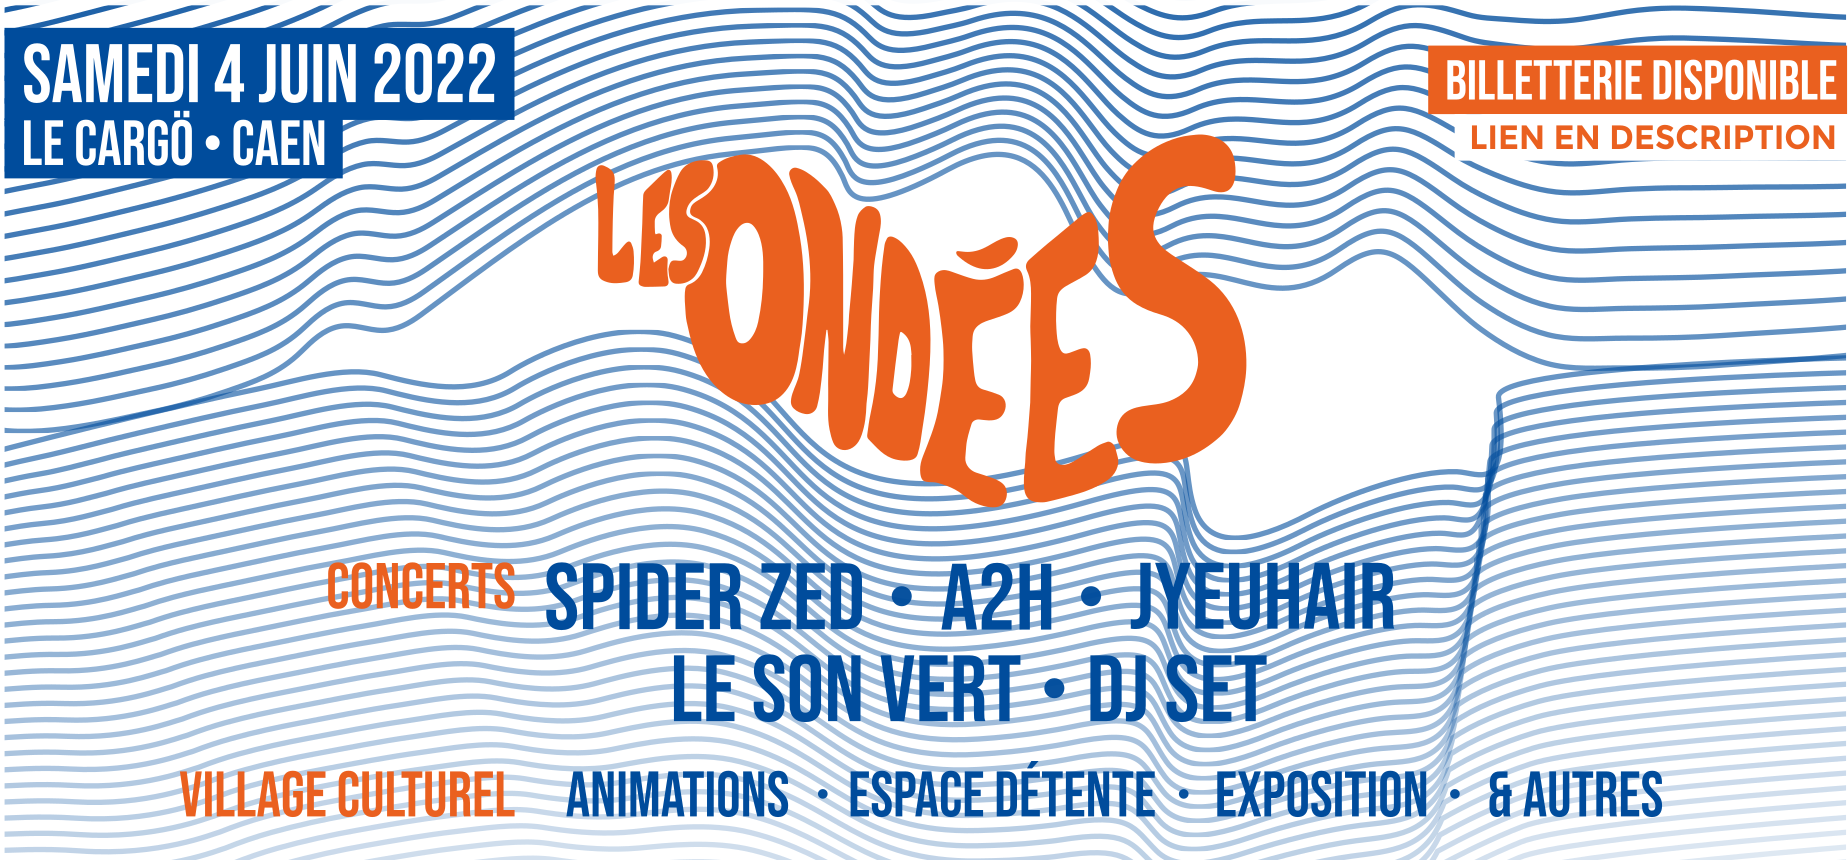 SAMEDI 4 JUIN 2022
LE CARGÖ • CAEN
BILLETTERIE DISPONIBLE
LIEN EN DESCRIPTION
LES ONDÉES
CONCERTS SPIDER ZED • A2H • JYEUHAIR
LE SON VERT • DJ SET
VILLAGE CULTUREL ANIMATIONS • ESPACE DÉTENTE • EXPOSITION • & AUTRES